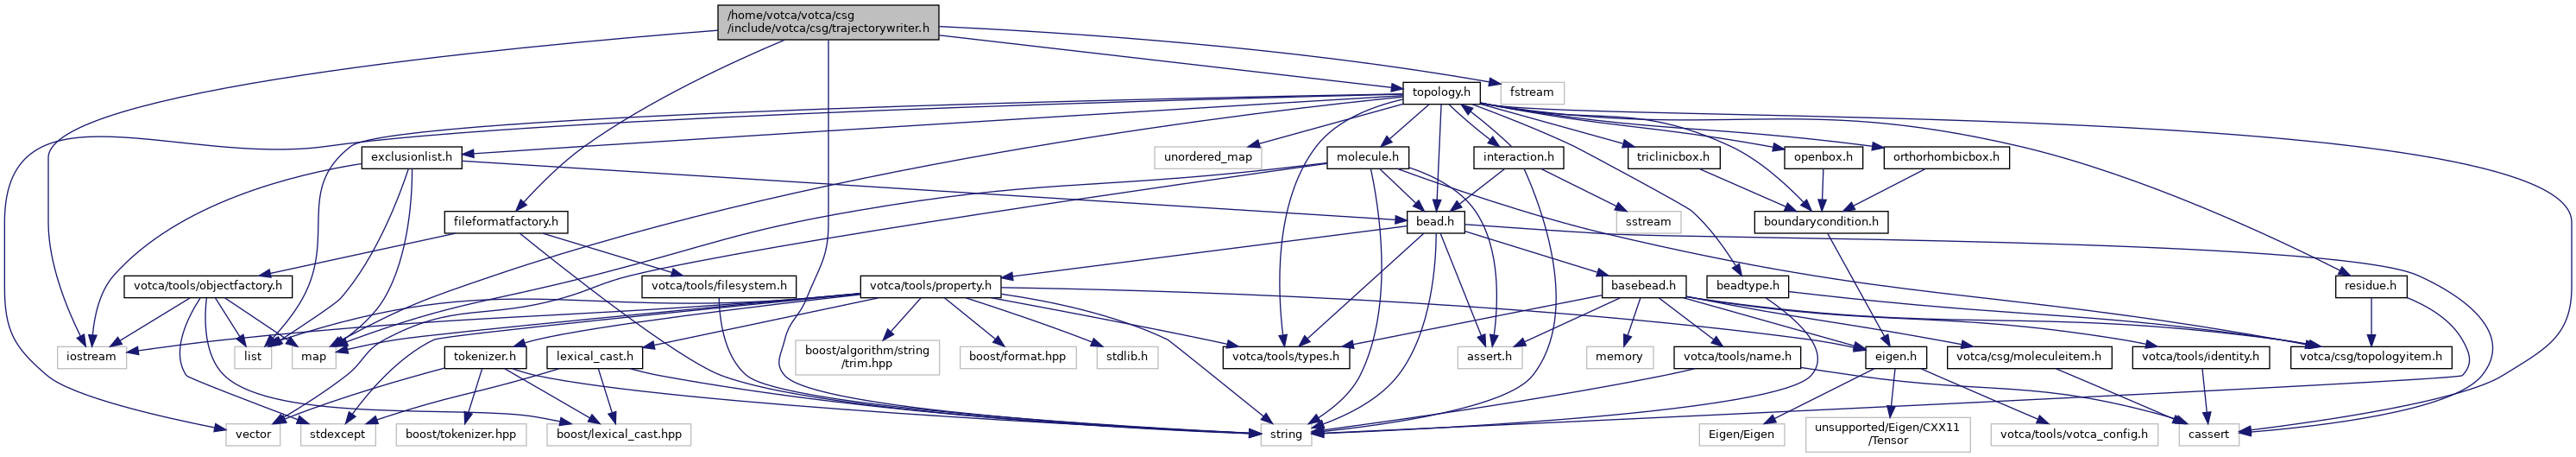 /home/votca/votca/csg
/include/votca/csg/trajectorywriter.h
topology.h
fstream
exclusionlist.h
unordered_map
molecule.h
interaction.h
triclinicbox.h
openbox.h
orthorhombicbox.h
fileformatfactory.h
bead.h
sstream
boundarycondition.h
votca/tools/objectfactory.h
votca/tools/filesystem.h
votca/tools/property.h
basebead.h
beadtype.h
residue.h
iostream
list
map
tokenizer.h
lexical_cast.h
boost/algorithm/string
/trim.hpp
boost/format.hpp
stdlib.h
votca/tools/types.h
assert.h
memory
votca/tools/name.h
eigen.h
votca/csg/moleculeitem.h
votca/tools/identity.h
votca/csg/topologyitem.h
vector
stdexcept
boost/tokenizer.hpp
boost/lexical_cast.hpp
string
Eigen/Eigen
unsupported/Eigen/CXX11
/Tensor
votca/tools/votca_config.h
cassert